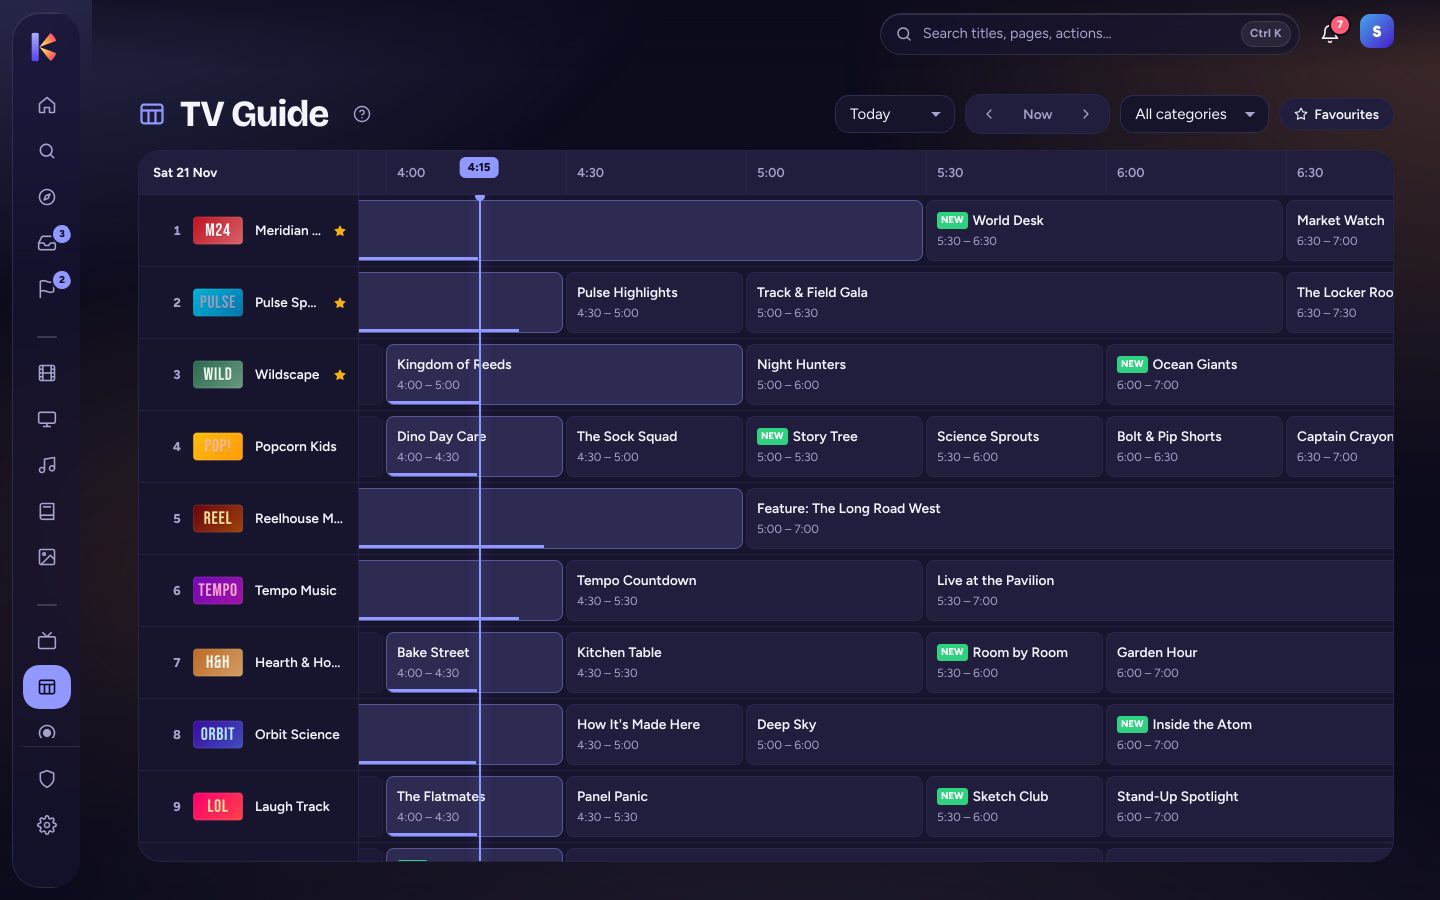 Search titles, pages, actions...
Ctrl K
7
S
TV Guide
Today
Now
All categories
Favourites
Sat 21 Nov
4:00
4:15
4:30
5:00
5:30
6:00
6:30
1
M24
Meridian ...
NEW World Desk
5:30 – 6:30
Market Watch
6:30 – 7:00
2
PULSE
Pulse Sp...
Pulse Highlights
4:30 – 5:00
Track & Field Gala
5:00 – 6:30
The Locker Roo
6:30 – 7:30
3
WILD
Wildscape
Kingdom of Reeds
4:00 – 5:00
Night Hunters
5:00 – 6:00
NEW Ocean Giants
6:00 – 7:00
4
POP!
Popcorn Kids
Dino Day Care
4:00 – 4:30
The Sock Squad
4:30 – 5:00
NEW Story Tree
5:00 – 5:30
Science Sprouts
5:30 – 6:00
Bolt & Pip Shorts
6:00 – 6:30
Captain Crayon
6:30 – 7:00
5
REEL
Reelhouse M...
Feature: The Long Road West
5:00 – 7:00
6
TEMPO
Tempo Music
Tempo Countdown
4:30 – 5:30
Live at the Pavilion
5:30 – 7:00
7
H&H
Hearth & Ho...
Bake Street
4:00 – 4:30
Kitchen Table
4:30 – 5:30
NEW Room by Room
5:30 – 6:00
Garden Hour
6:00 – 7:00
8
ORBIT
Orbit Science
How It's Made Here
4:30 – 5:00
Deep Sky
5:00 – 6:00
NEW Inside the Atom
6:00 – 7:00
9
LOL
Laugh Track
The Flatmates
4:00 – 4:30
Panel Panic
4:30 – 5:30
NEW Sketch Club
5:30 – 6:00
Stand-Up Spotlight
6:00 – 7:00
3
2